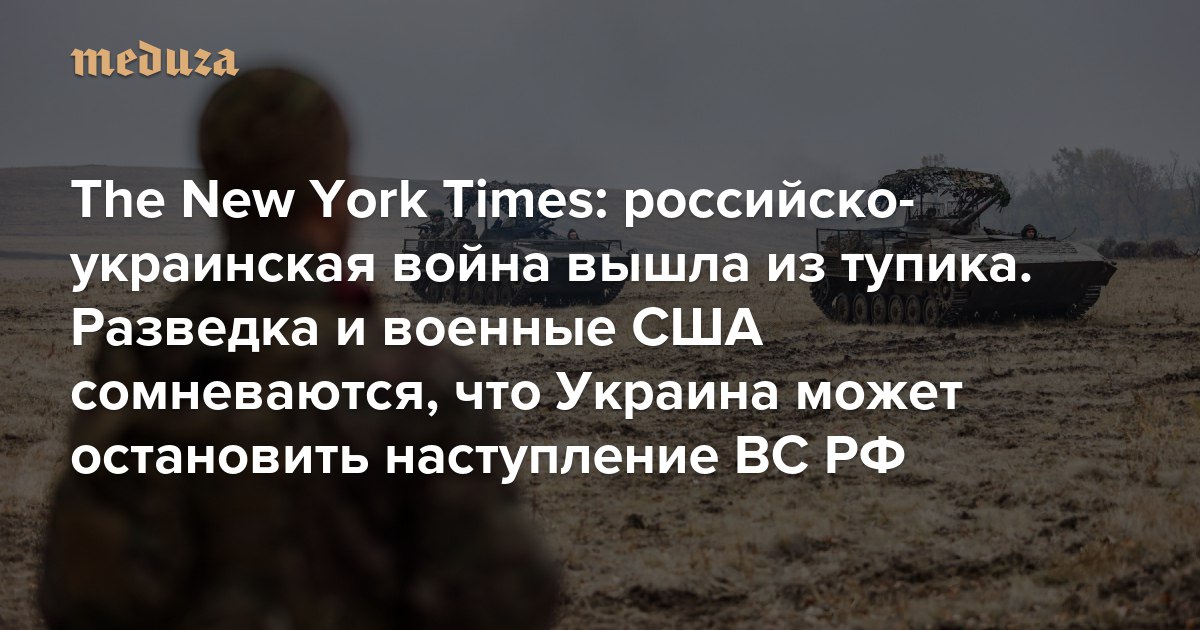 meduza
The New York Times: российско-
украинская война вышла из тупика.
Разведка и военные США
сомневаются, что Украина может
остановить наступление ВС РФ